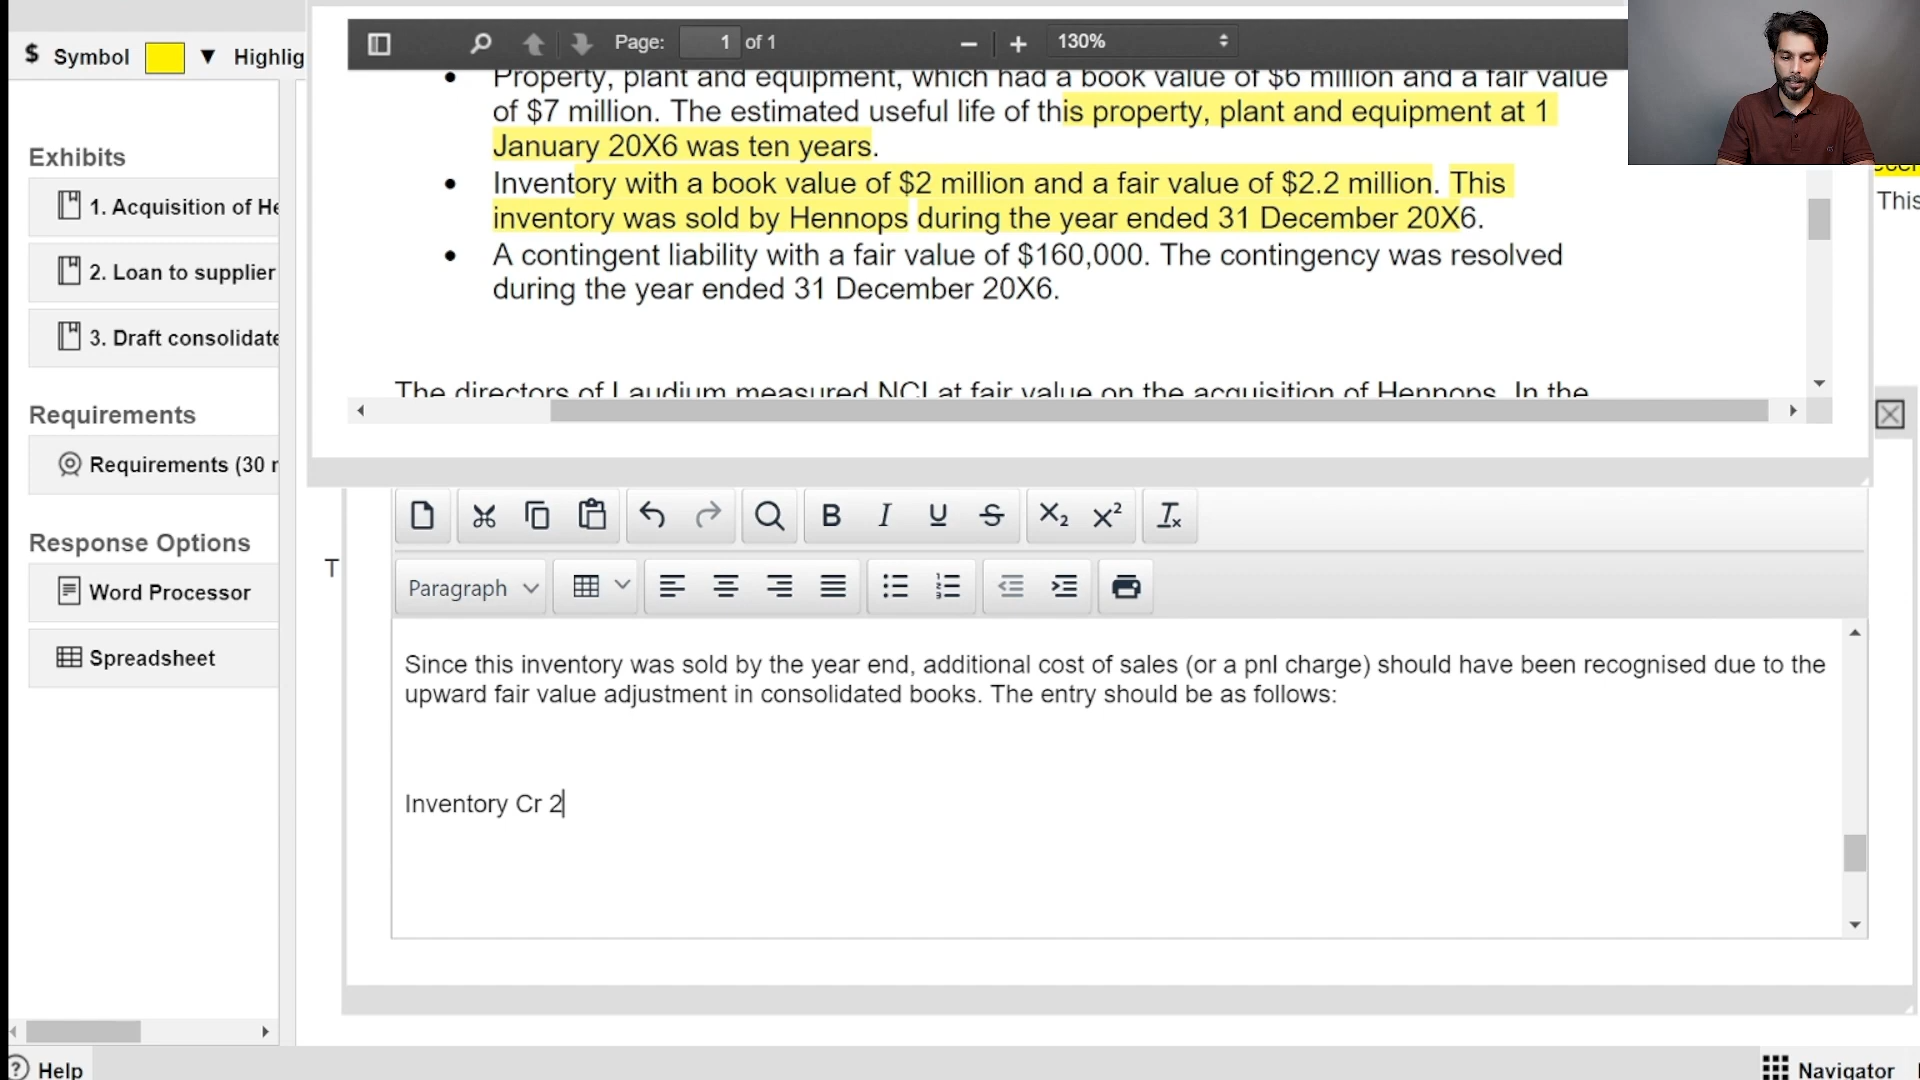 $ Symbol ▼ Highlig
Page: 1 of 1
130%
Property, plant and equipment, which had a book value of $6 million and a fair value
of $7 million. The estimated useful life of this property, plant and equipment at 1
January 20X6 was ten years.
Inventory with a book value of $2 million and a fair value of $2.2 million. This
inventory was sold by Hennops during the year ended 31 December 20X6.
A contingent liability with a fair value of $160,000. The contingency was resolved
during the year ended 31 December 20X6.
The directors of Laudium measured NCI at fair value on the acquisition of Hennops. In the
This
Exhibits
1. Acquisition of He
2. Loan to supplier
3. Draft consolidate
Requirements
Requirements (30 r
Response Options
Word Processor
Spreadsheet
T
B I U S X₂ X² Tx
Paragraph
Since this inventory was sold by the year end, additional cost of sales (or a pnl charge) should have been recognised due to the
upward fair value adjustment in consolidated books. The entry should be as follows:
Inventory Cr 2
? Help
Navigator